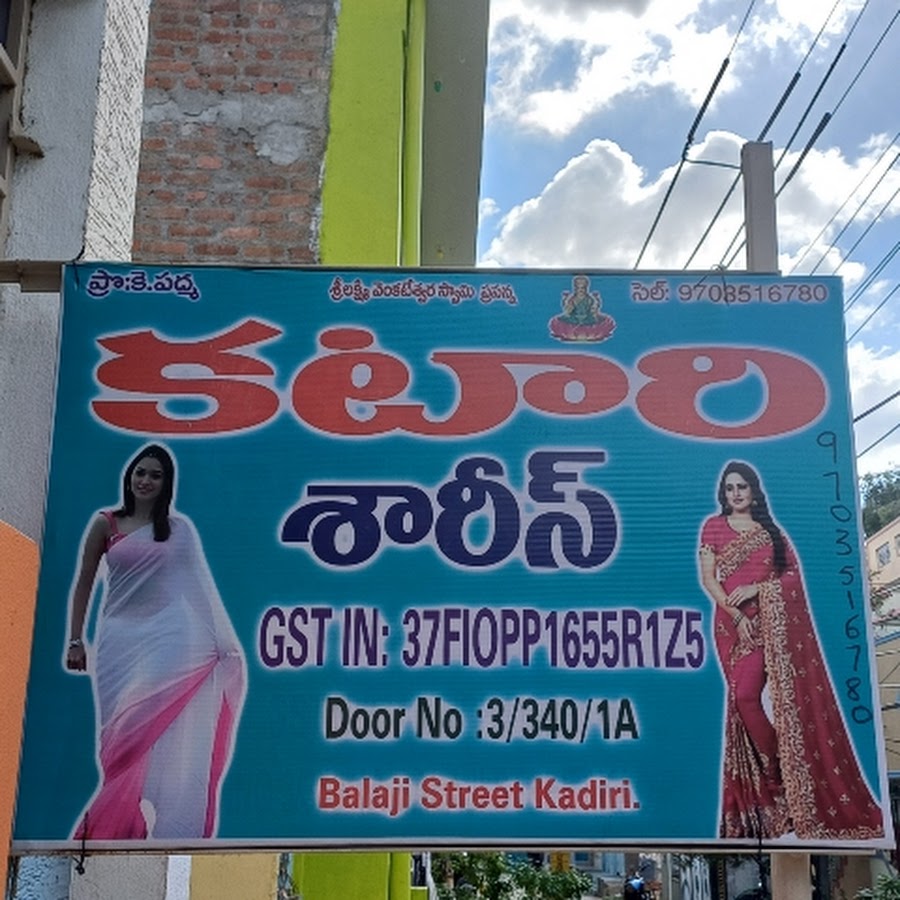 ప్రొ:కె.పద్మ
శ్రీలక్ష్మీ వెంకటేశ్వర స్వామి ప్రసన్న
సెల్: 9703516780
కటారి
శారీస్
GST IN: 37FIOPP1655R1Z5
Door No :3/340/1A
Balaji Street Kadiri.
9703516780